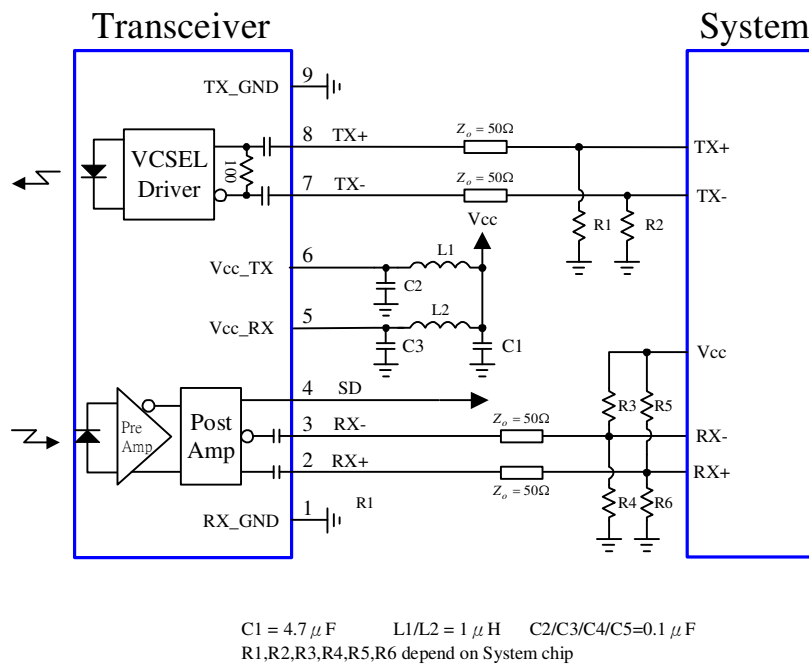 Transceiver System
TX_GND 9
8 TX+ Zo = 50Ω TX+
VCSEL
Driver
100
7 TX- Zo = 50Ω TX-
Vcc
R1 R2
6 L1
Vcc_TX
C2
5 L2
Vcc_RX
C3 C1
Vcc
4 SD
R3 R5
Pre
Amp
Post
Amp
3 RX- Zo = 50Ω RX-
2 RX+ Zo = 50Ω RX+
R4 R6
1 R1
RX_GND
C1 = 4.7 μF L1/L2 = 1 μH C2/C3/C4/C5=0.1 μF
R1,R2,R3,R4,R5,R6 depend on System chip